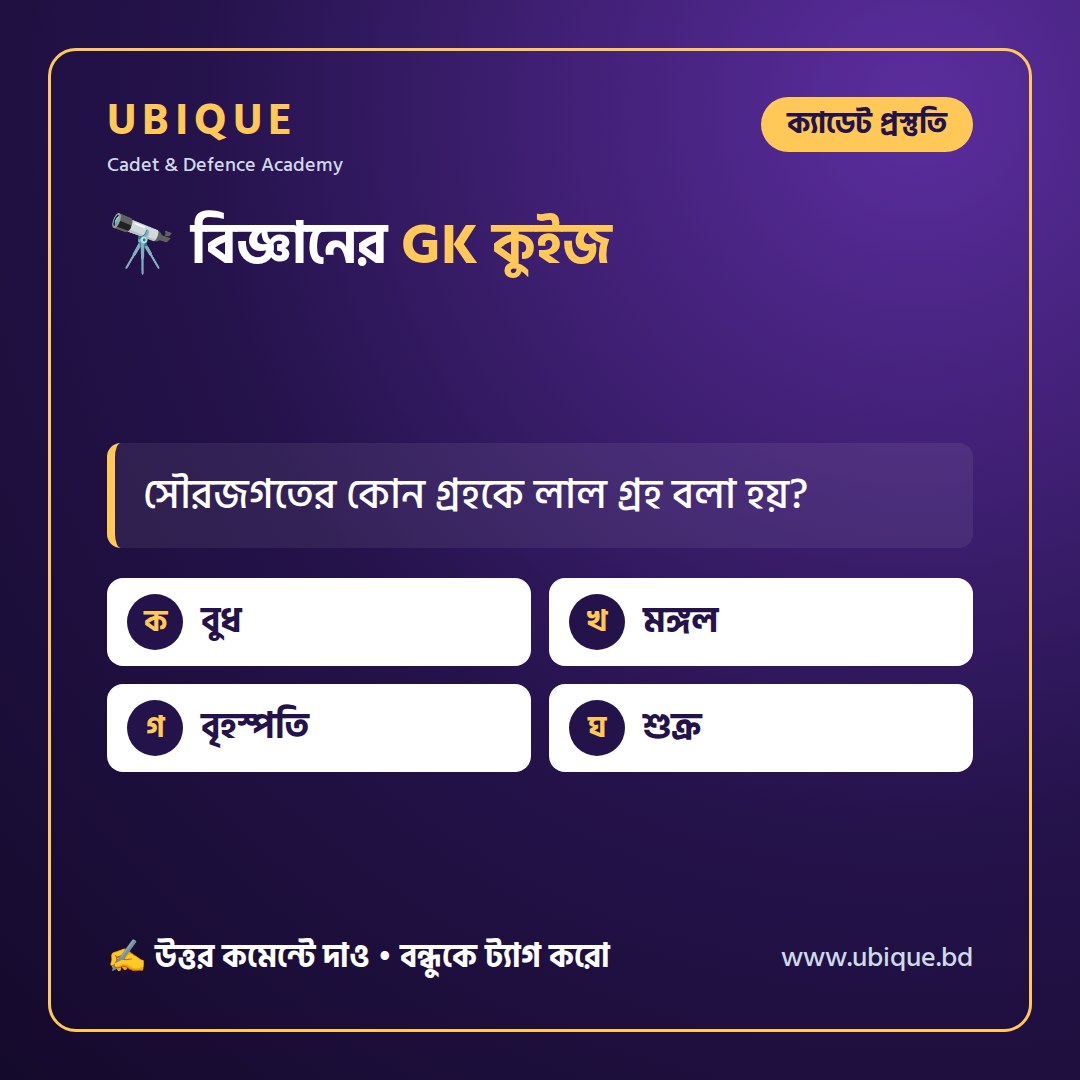 UBIQUE
Cadet & Defence Academy
ক্যাডেট প্রস্তুতি
বিজ্ঞানের GK কুইজ
সৌরজগতের কোন গ্রহকে লাল গ্রহ বলা হয়?
ক বুধ
খ মঙ্গল
গ বৃহস্পতি
ঘ শুক্র
উত্তর কমেন্টে দাও • বন্ধুকে ট্যাগ করো
www.ubique.bd